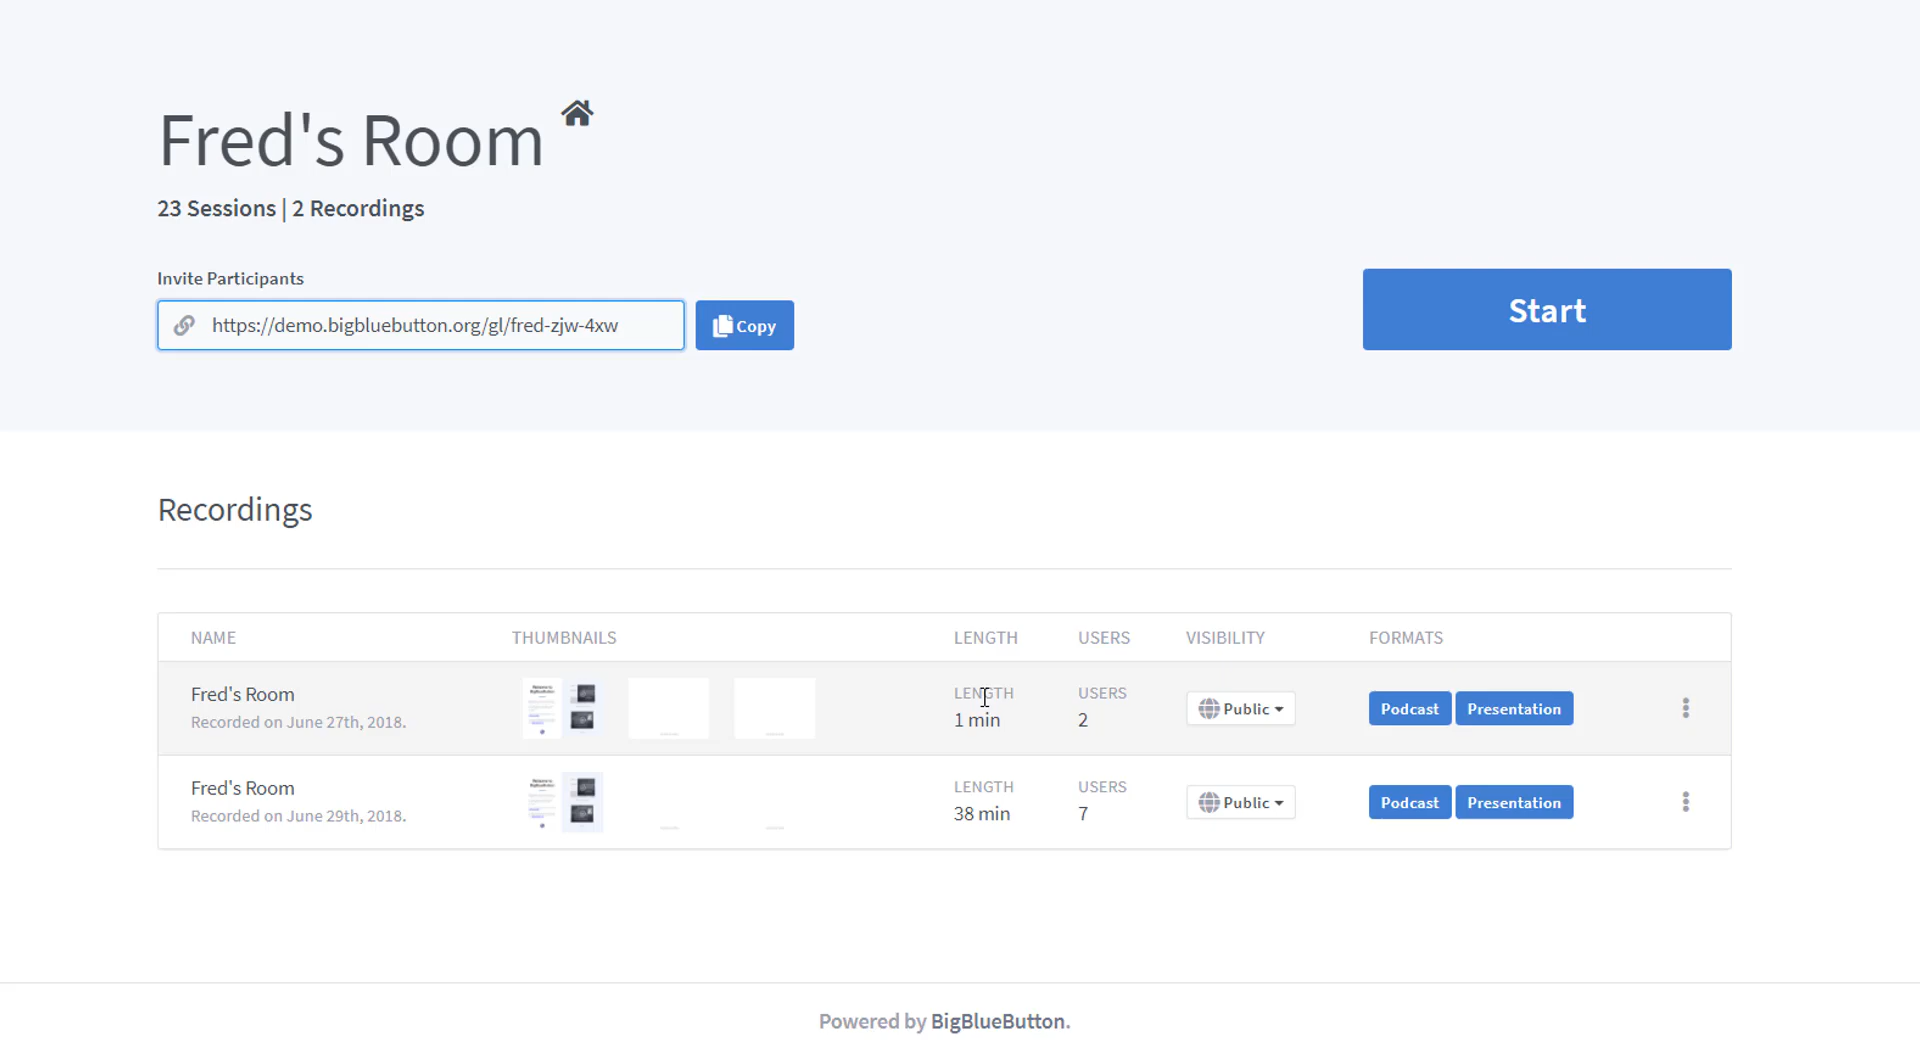 Fred's Room
23 Sessions | 2 Recordings
Invite Participants
https://demo.bigbluebutton.org/gl/fred-zjw-4xw
Copy
Start
Recordings
NAME THUMBNAILS LENGTH USERS VISIBILITY FORMATS
Fred's Room
Recorded on June 27th, 2018.
LENGTH
1 min
USERS
2
Public
Podcast
Presentation
Fred's Room
Recorded on June 29th, 2018.
LENGTH
38 min
USERS
7
Public
Podcast
Presentation
Powered by BigBlueButton.